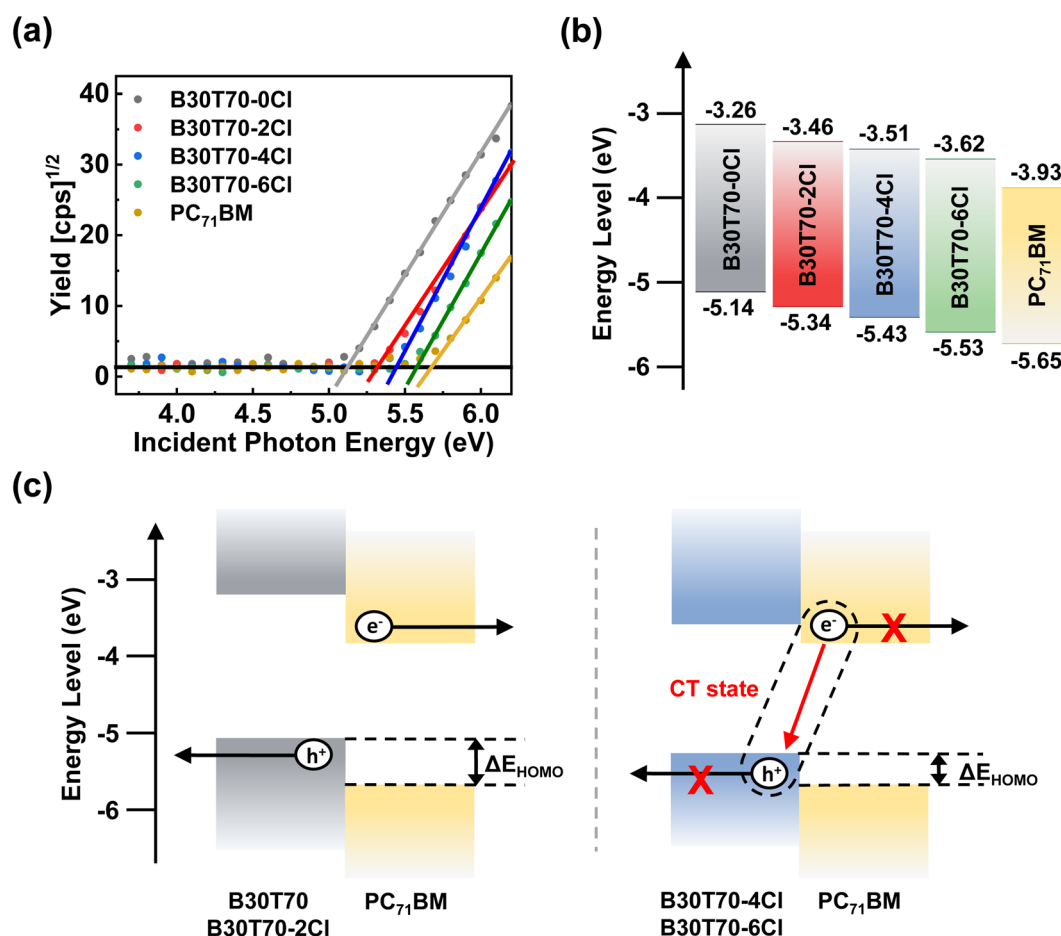 (a)
Yield [cps]1/2
40
30
20
10
0
B30T70-0Cl
B30T70-2Cl
B30T70-4Cl
B30T70-6Cl
PC71BM
4.0 4.5 5.0 5.5 6.0
Incident Photon Energy (eV)
(b)
Energy Level (eV)
-3
-4
-5
-6
-3.26
B30T70-0Cl
-5.14
-3.46
B30T70-2Cl
-5.34
-3.51
B30T70-4Cl
-5.43
-3.62
B30T70-6Cl
-5.53
-3.93
PC71BM
-5.65
(c)
Energy Level (eV)
-3
-4
-5
-6
e-
h+
ΔEHOMO
B30T70
B30T70-2Cl
PC71BM
e-
X
CT state
h+
X
ΔEHOMO
B30T70-4Cl
B30T70-6Cl
PC71BM